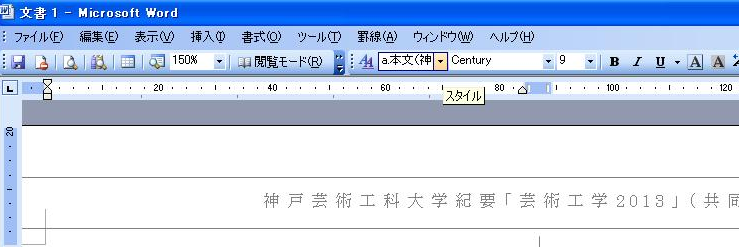 文書 1 - Microsoft Word
ファイル(F) 編集(E) 表示(V) 挿入(I) 書式(O) ツール(T) 罫線(A) ウィンドウ(W) ヘルプ(H)
150% 閲覧モード(R) a.本文(神 Century 9 B I U A A
L 20 40 60 80 100 120
スタイル
20
神戸芸術工科大学紀要「芸術工学2013」(共同